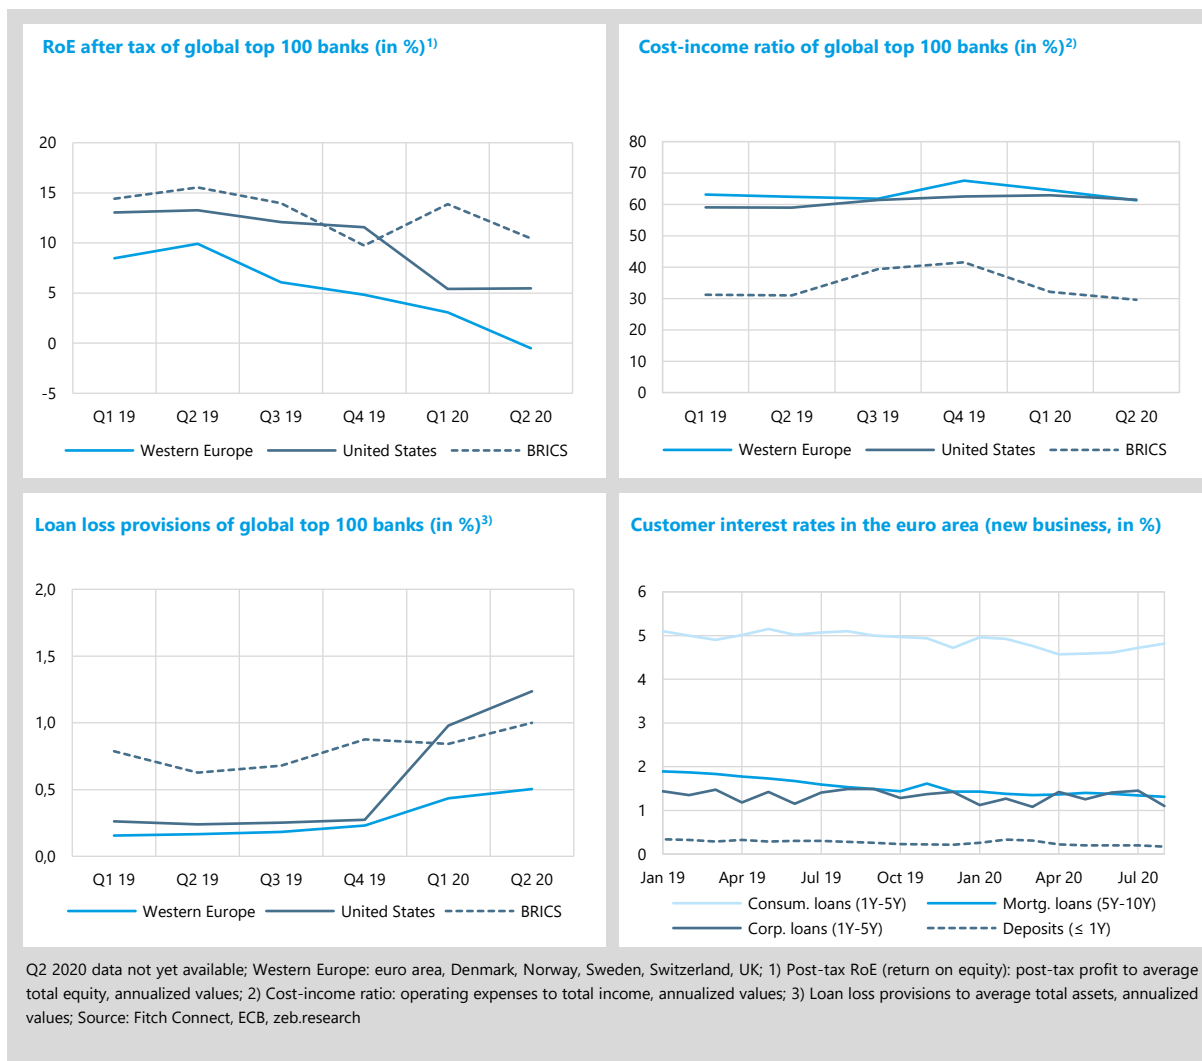 RoE after tax of global top 100 banks (in %)1)
20
15
10
5
0
-5
Q1 19 Q2 19 Q3 19 Q4 19 Q1 20 Q2 20
Western Europe United States BRICS
Cost-income ratio of global top 100 banks (in %)2)
80
70
60
50
40
30
20
10
0
Q1 19 Q2 19 Q3 19 Q4 19 Q1 20 Q2 20
Western Europe United States BRICS
Loan loss provisions of global top 100 banks (in %)3)
2,0
1,5
1,0
0,5
0,0
Q1 19 Q2 19 Q3 19 Q4 19 Q1 20 Q2 20
Western Europe United States BRICS
Customer interest rates in the euro area (new business, in %)
6
5
4
3
2
1
0
Jan 19 Apr 19 Jul 19 Oct 19 Jan 20 Apr 20 Jul 20
Consum. loans (1Y-5Y) Mortg. loans (5Y-10Y)
Corp. loans (1Y-5Y) Deposits (≤ 1Y)
Q2 2020 data not yet available; Western Europe: euro area, Denmark, Norway, Sweden, Switzerland, UK; 1) Post-tax RoE (return on equity): post-tax profit to average
total equity, annualized values; 2) Cost-income ratio: operating expenses to total income, annualized values; 3) Loan loss provisions to average total assets, annualized
values; Source: Fitch Connect, ECB, zeb.research